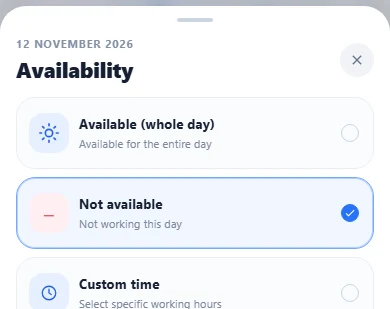 12 NOVEMBER 2026
Availability
Available (whole day)
Available for the entire day
Not available
Not working this day
Custom time
Select specific working hours